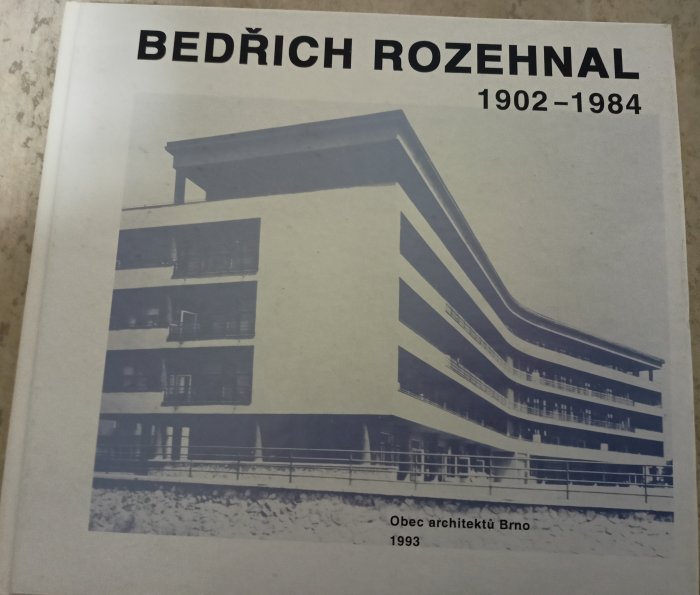 BEDŘICH ROZEHNAL
1902–1984
Obec architektů Brno
1993